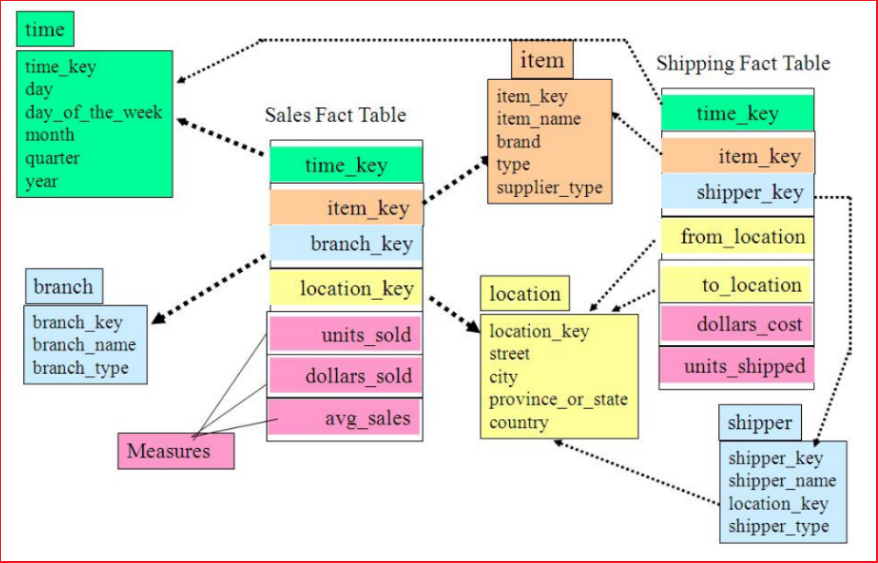 time
time_key
day
day_of_the_week
month
quarter
year
Sales Fact Table
time_key
item_key
branch_key
location_key
units_sold
dollars_sold
avg_sales
Measures
branch
branch_key
branch_name
branch_type
item
item_key
item_name
brand
type
supplier_type
location
location_key
street
city
province_or_state
country
Shipping Fact Table
time_key
item_key
shipper_key
from_location
to_location
dollars_cost
units_shipped
shipper
shipper_key
shipper_name
location_key
shipper_type